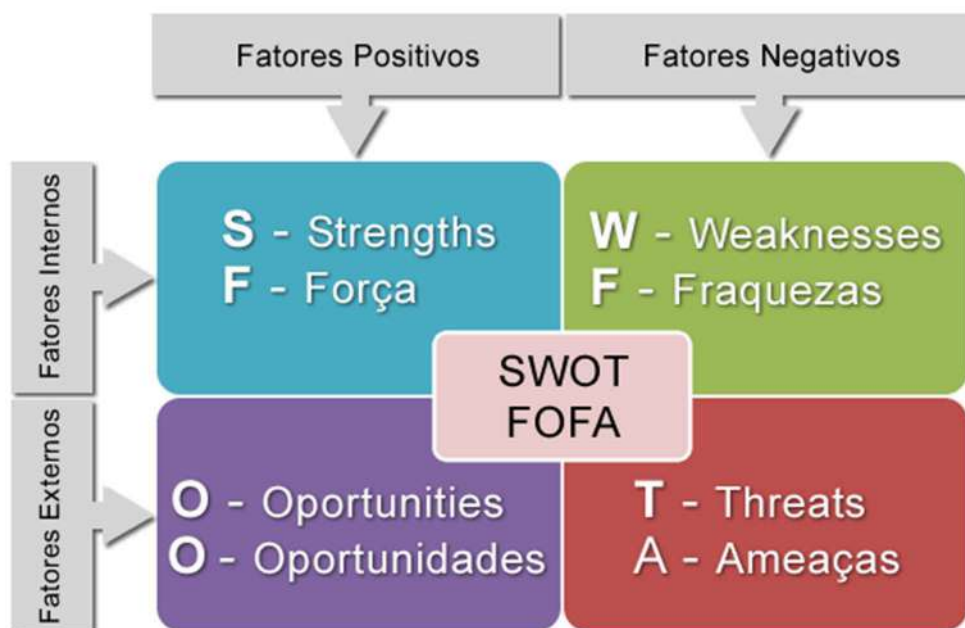 Fatores Positivos
Fatores Negativos
Fatores Internos
S - Strengths
F - Força
W - Weaknesses
F - Fraquezas
SWOT
FOFA
Fatores Externos
O - Oportunities
O - Oportunidades
T - Threats
A - Ameaças